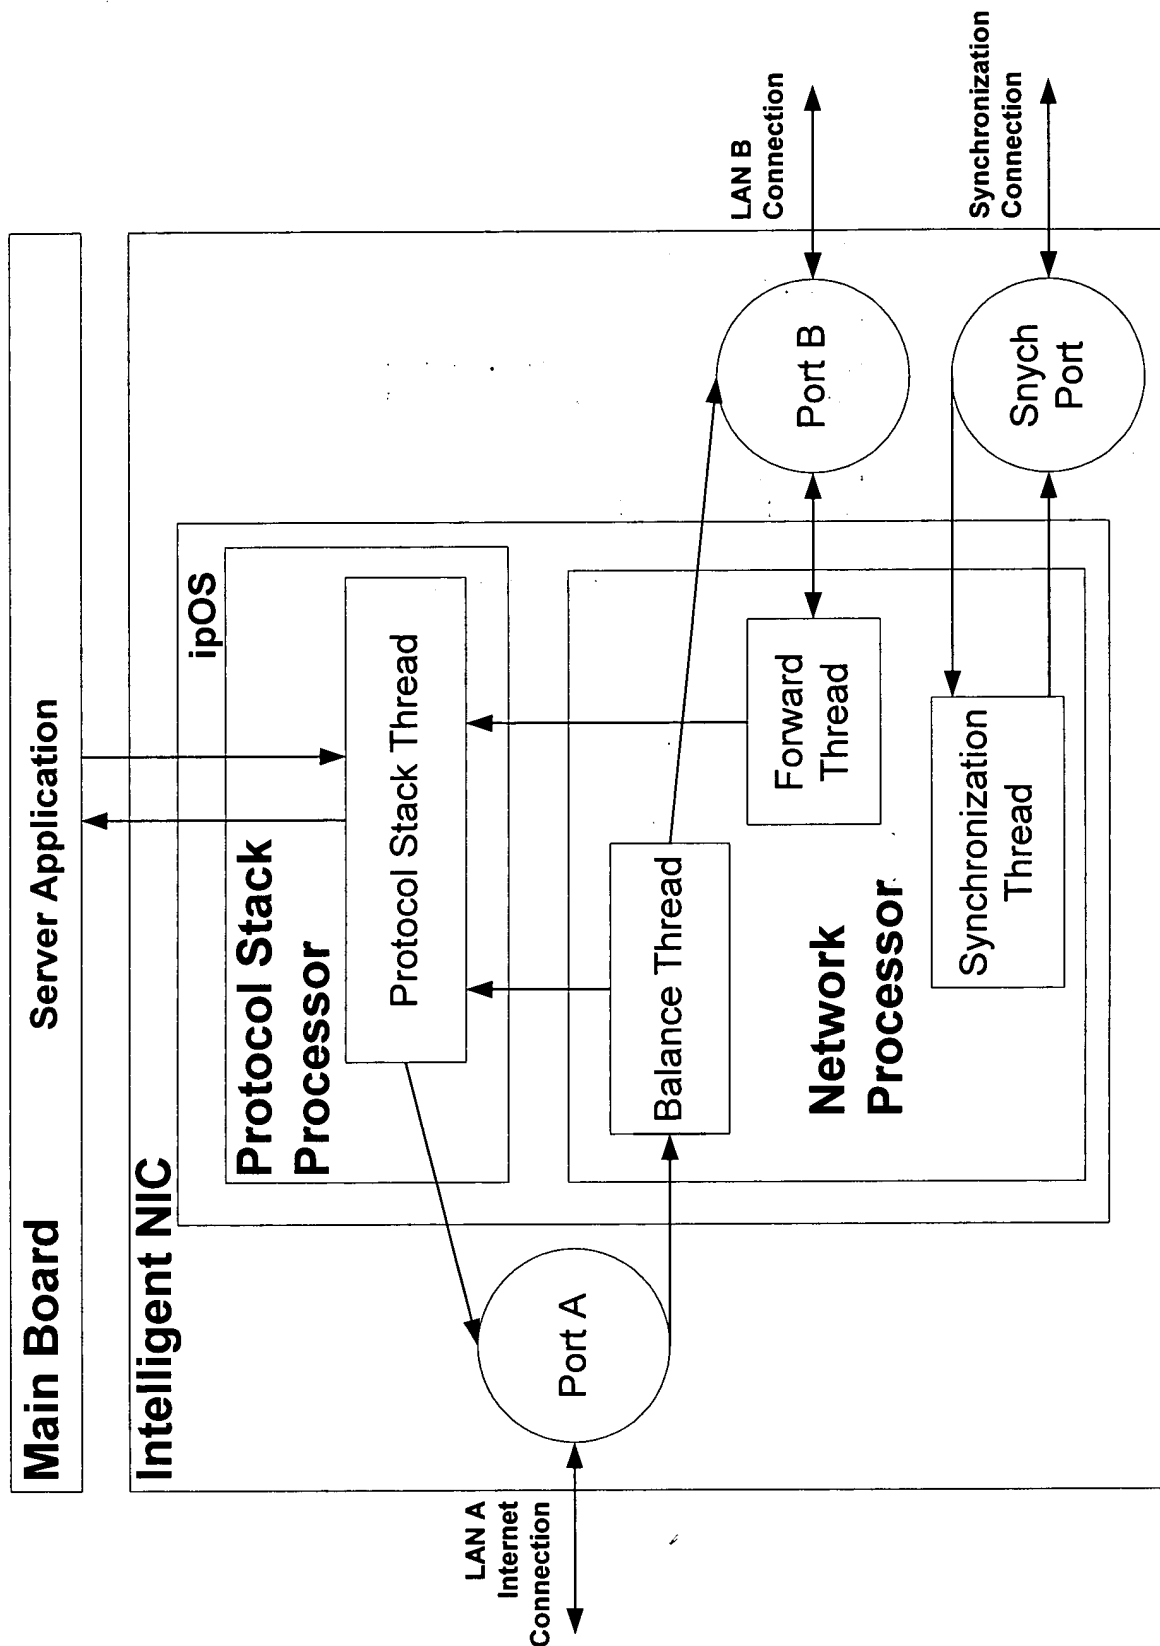 Main Board
Server Application
Intelligent NIC
ipOS
Protocol Stack
Processor
Protocol Stack Thread
LAN A
Internet
Connection
Port A
Balance Thread
Forward
Thread
Network
Processor
Synchronization
Thread
Port B
LAN B
Connection
Snych
Port
Synchronization
Connection